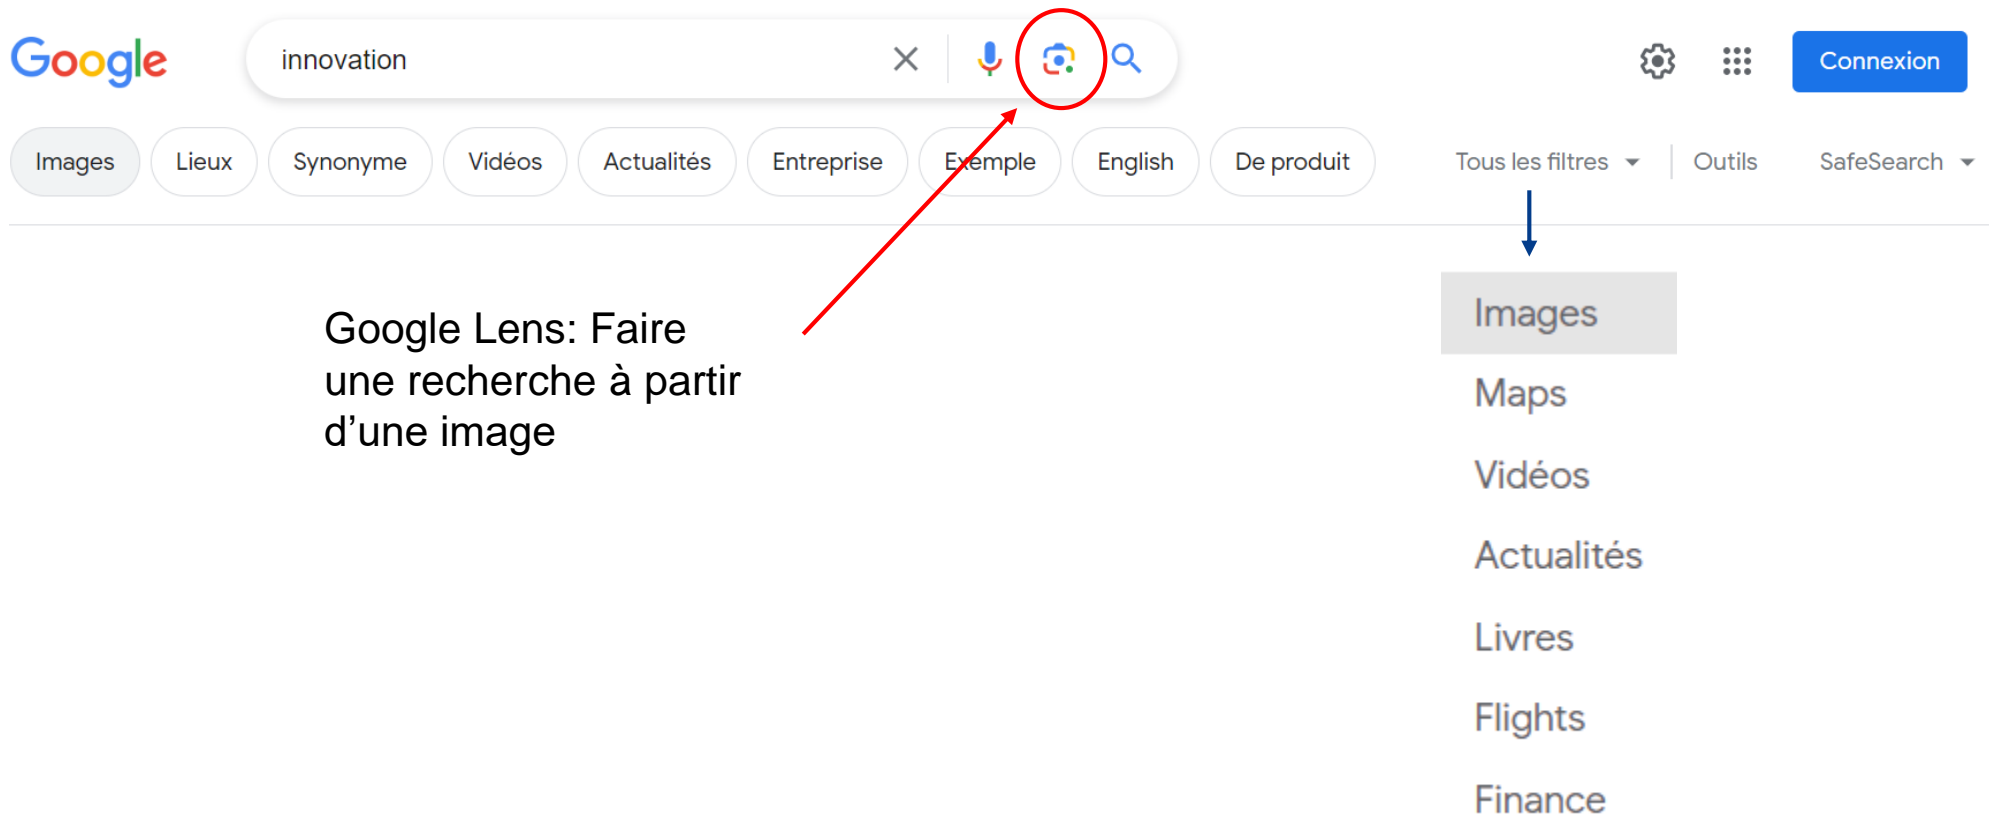 Google
innovation
Connexion
Images Lieux Synonyme Vidéos Actualités Entreprise Exemple English De produit Tous les filtres Outils SafeSearch
Google Lens: Faire
une recherche à partir
d’une image
Images
Maps
Vidéos
Actualités
Livres
Flights
Finance